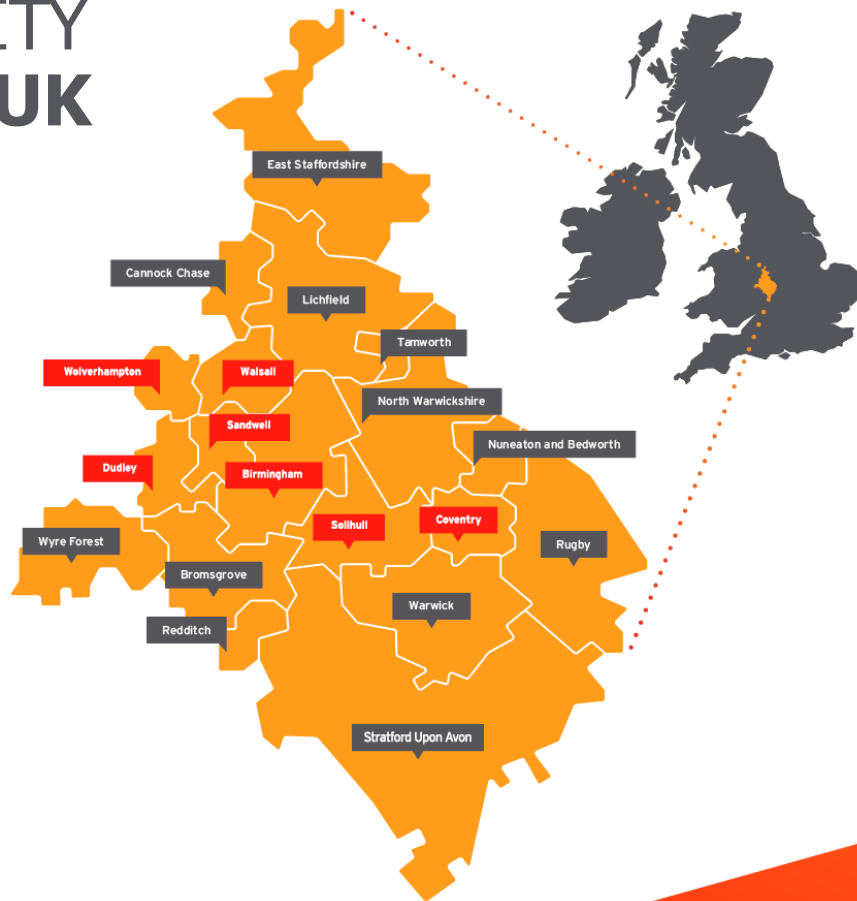 UK
East Staffordshire
Cannock Chase
Lichfield
Tamworth
Wolverhampton
Walsall
North Warwickshire
Sandwell
Nuneaton and Bedworth
Dudley
Birmingham
Solihull
Coventry
Wyre Forest
Rugby
Bromsgrove
Warwick
Redditch
Stratford Upon Avon